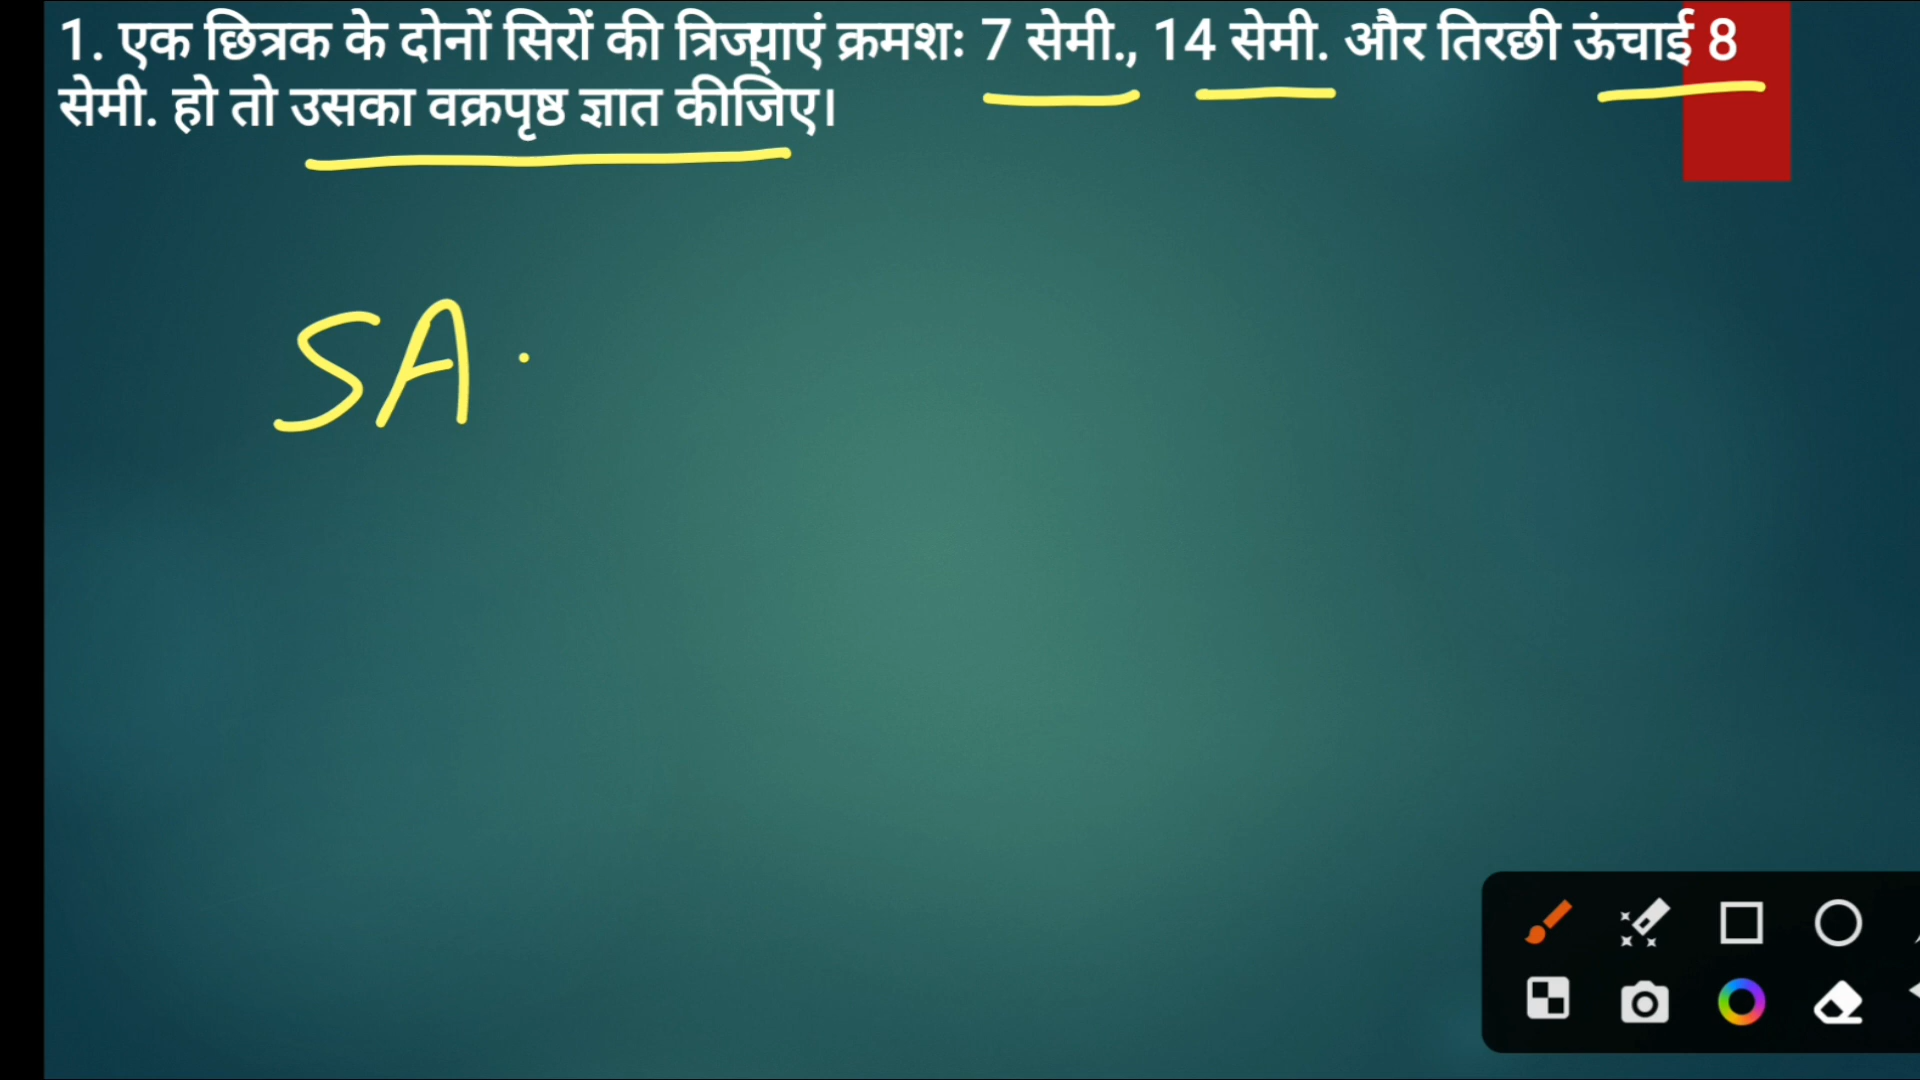 1. एक छित्रक के दोनों सिरों की त्रिज्याएं क्रमशः 7 सेमी., 14 सेमी. और तिरछी ऊंचाई 8
सेमी. हो तो उसका वक्रपृष्ठ ज्ञात कीजिए।
SA.